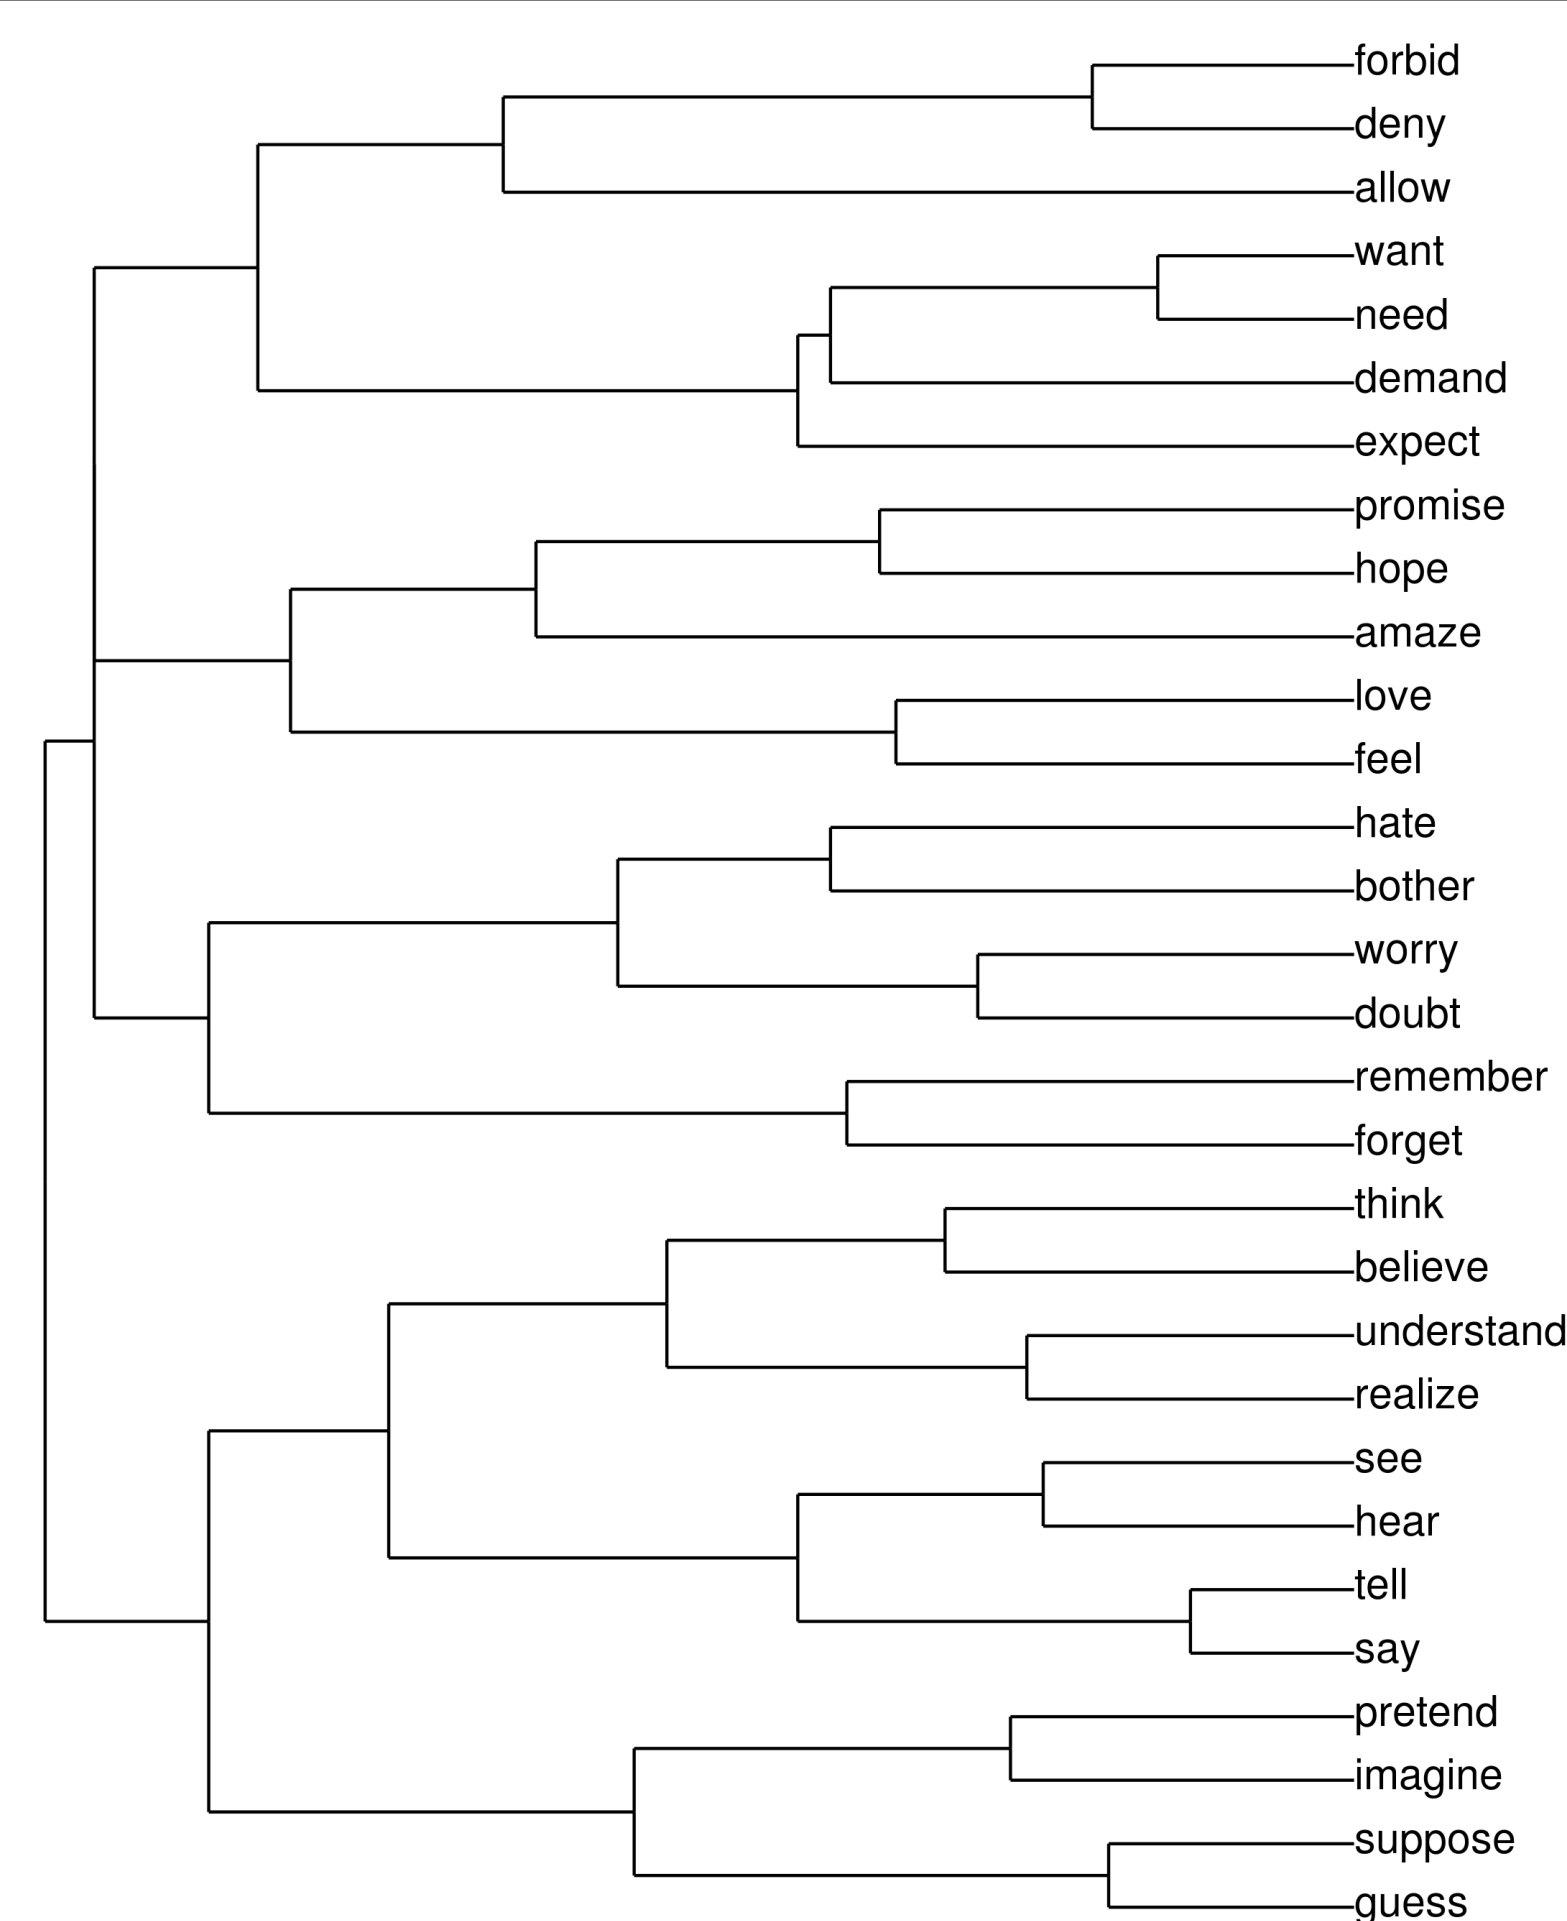 forbid
deny
allow
want
need
demand
expect
promise
hope
amaze
love
feel
hate
bother
worry
doubt
remember
forget
think
believe
understand
realize
see
hear
tell
say
pretend
imagine
suppose
guess